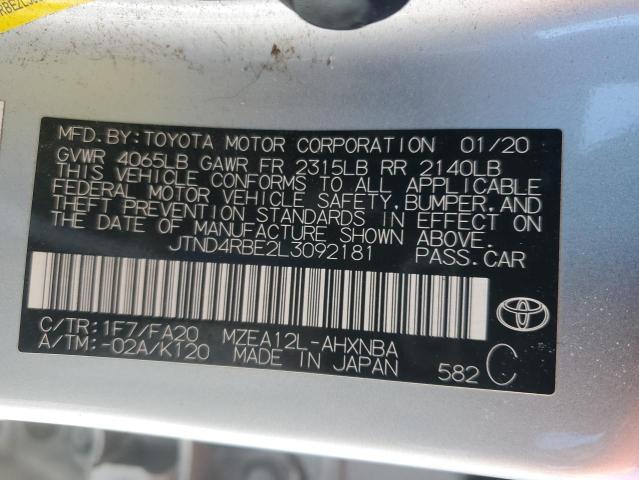 MFD.BY:TOYOTA MOTOR CORPORATION 01/20
GVWR 4065LB GAWR FR 2315LB RR 2140LB
THIS VEHICLE CONFORMS TO ALL APPLICABLE
FEDERAL MOTOR VEHICLE SAFETY,BUMPER,AND
THEFT PREVENTION STANDARDS IN EFFECT ON
THE DATE OF MANUFACTURE SHOWN ABOVE.
JTND4RBE2L3092181 PASS.CAR
C/TR:1F7/FA20 MZEA12L-AHXNBA
A/TM:-02A/K120 MADE IN JAPAN 582 C